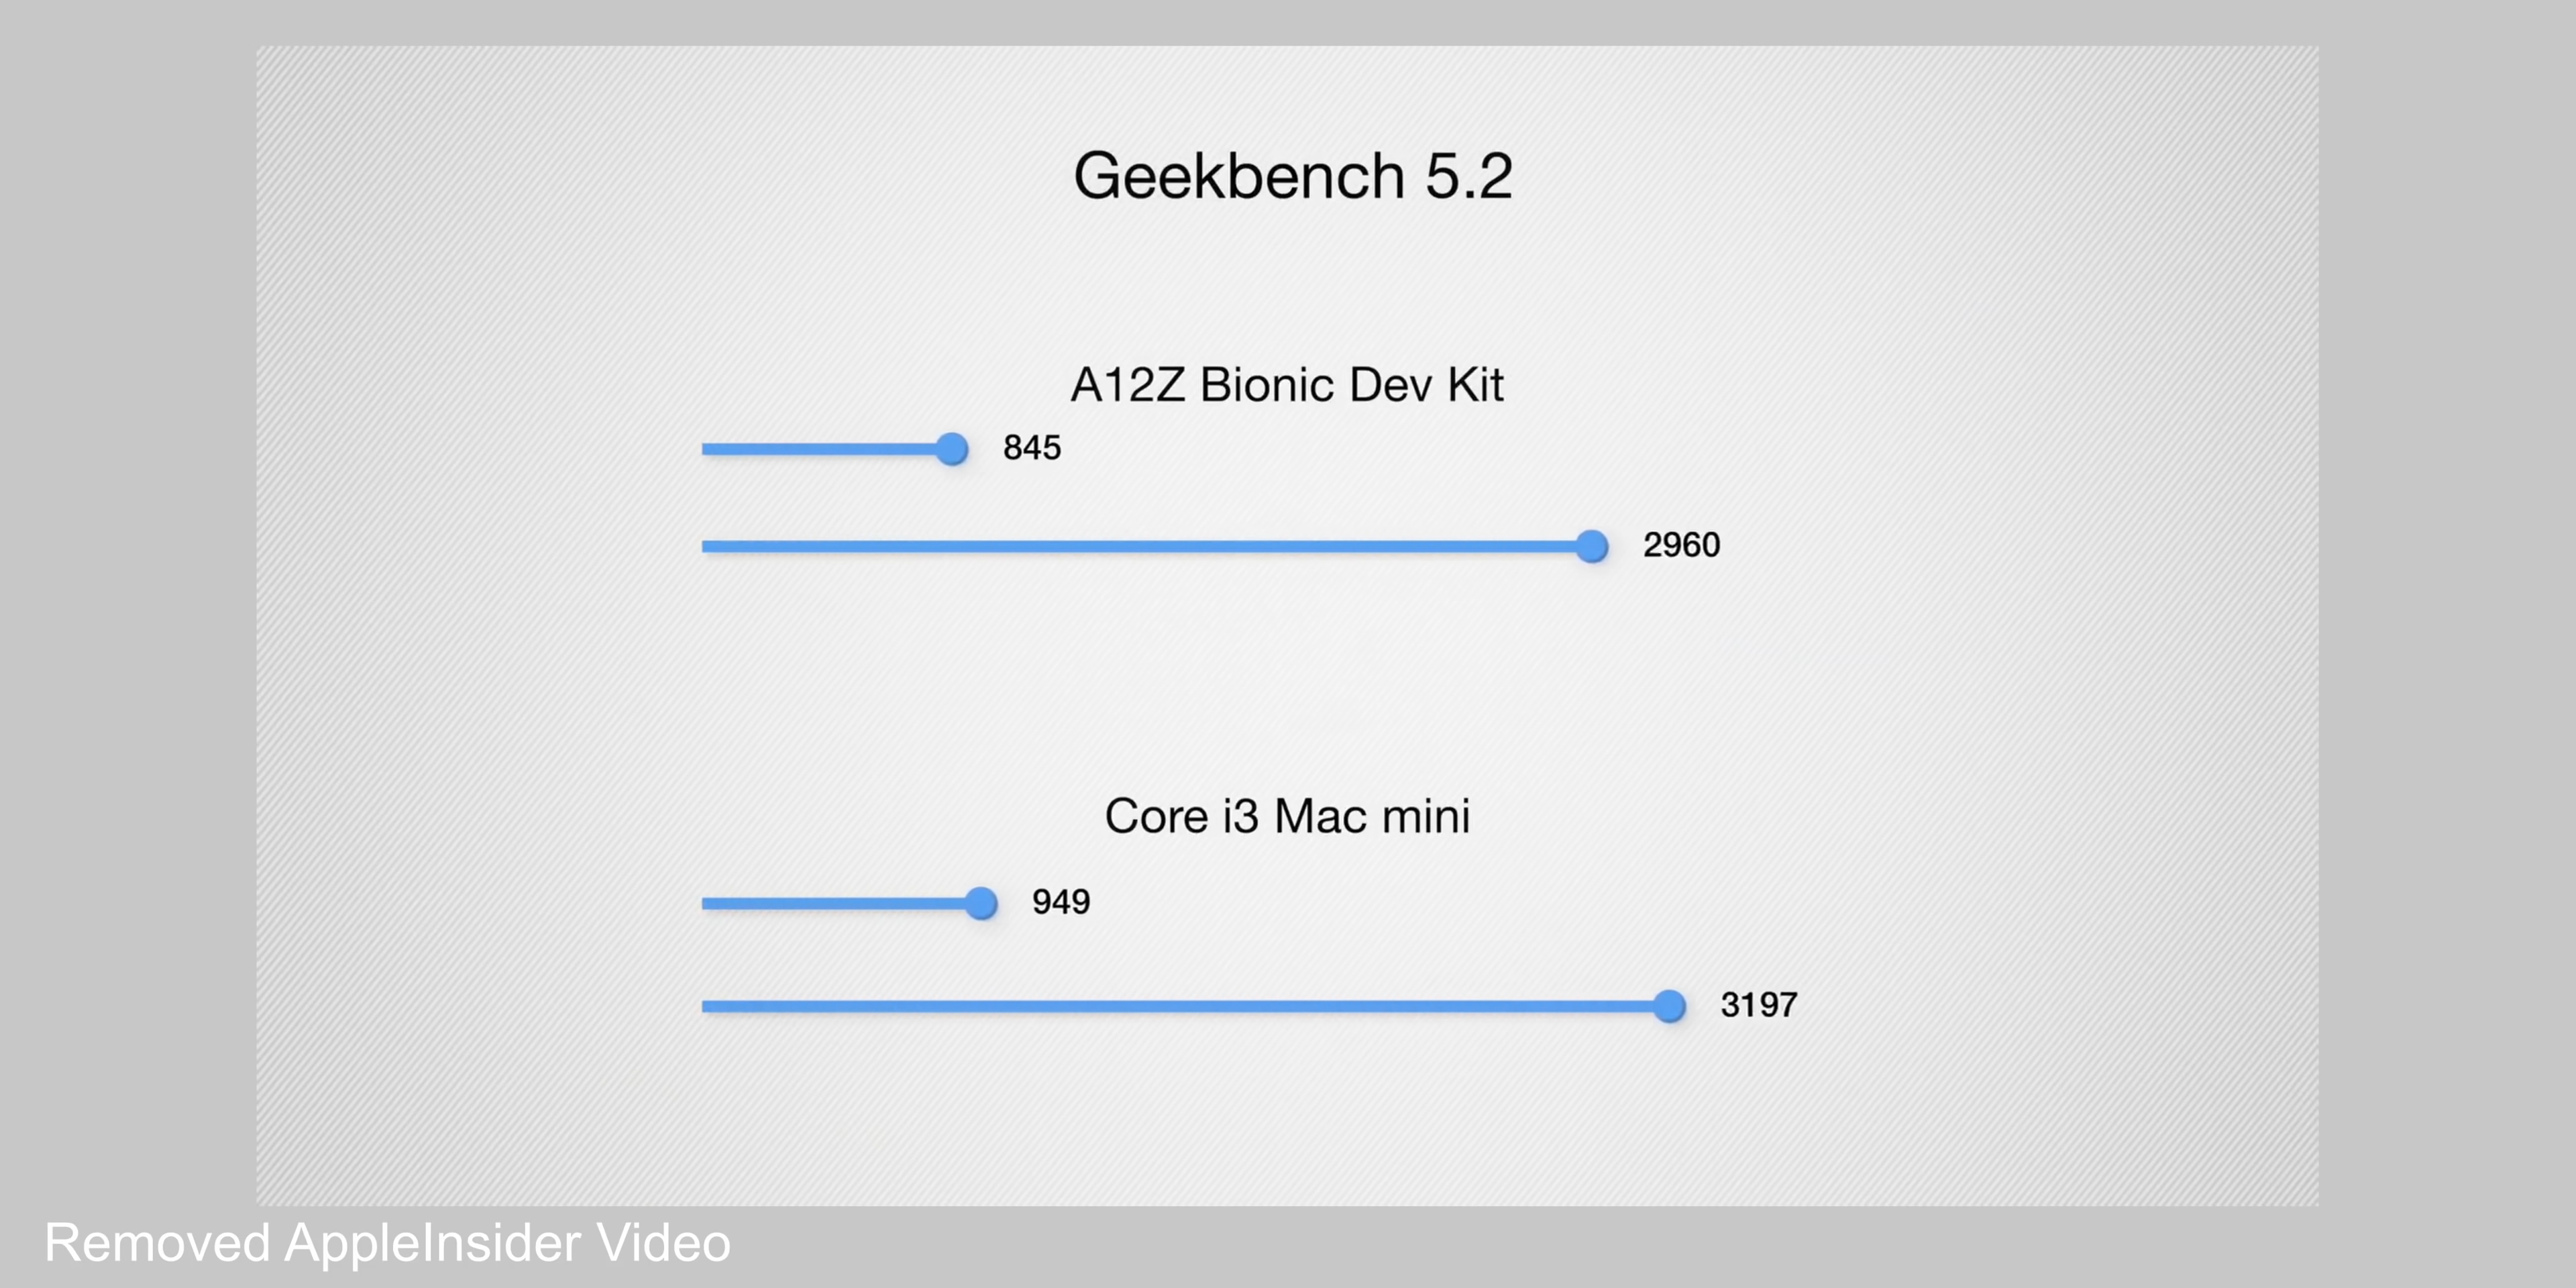 Geekbench 5.2
A12Z Bionic Dev Kit
845
2960
Core i3 Mac mini
949
3197
Removed AppleInsider Video